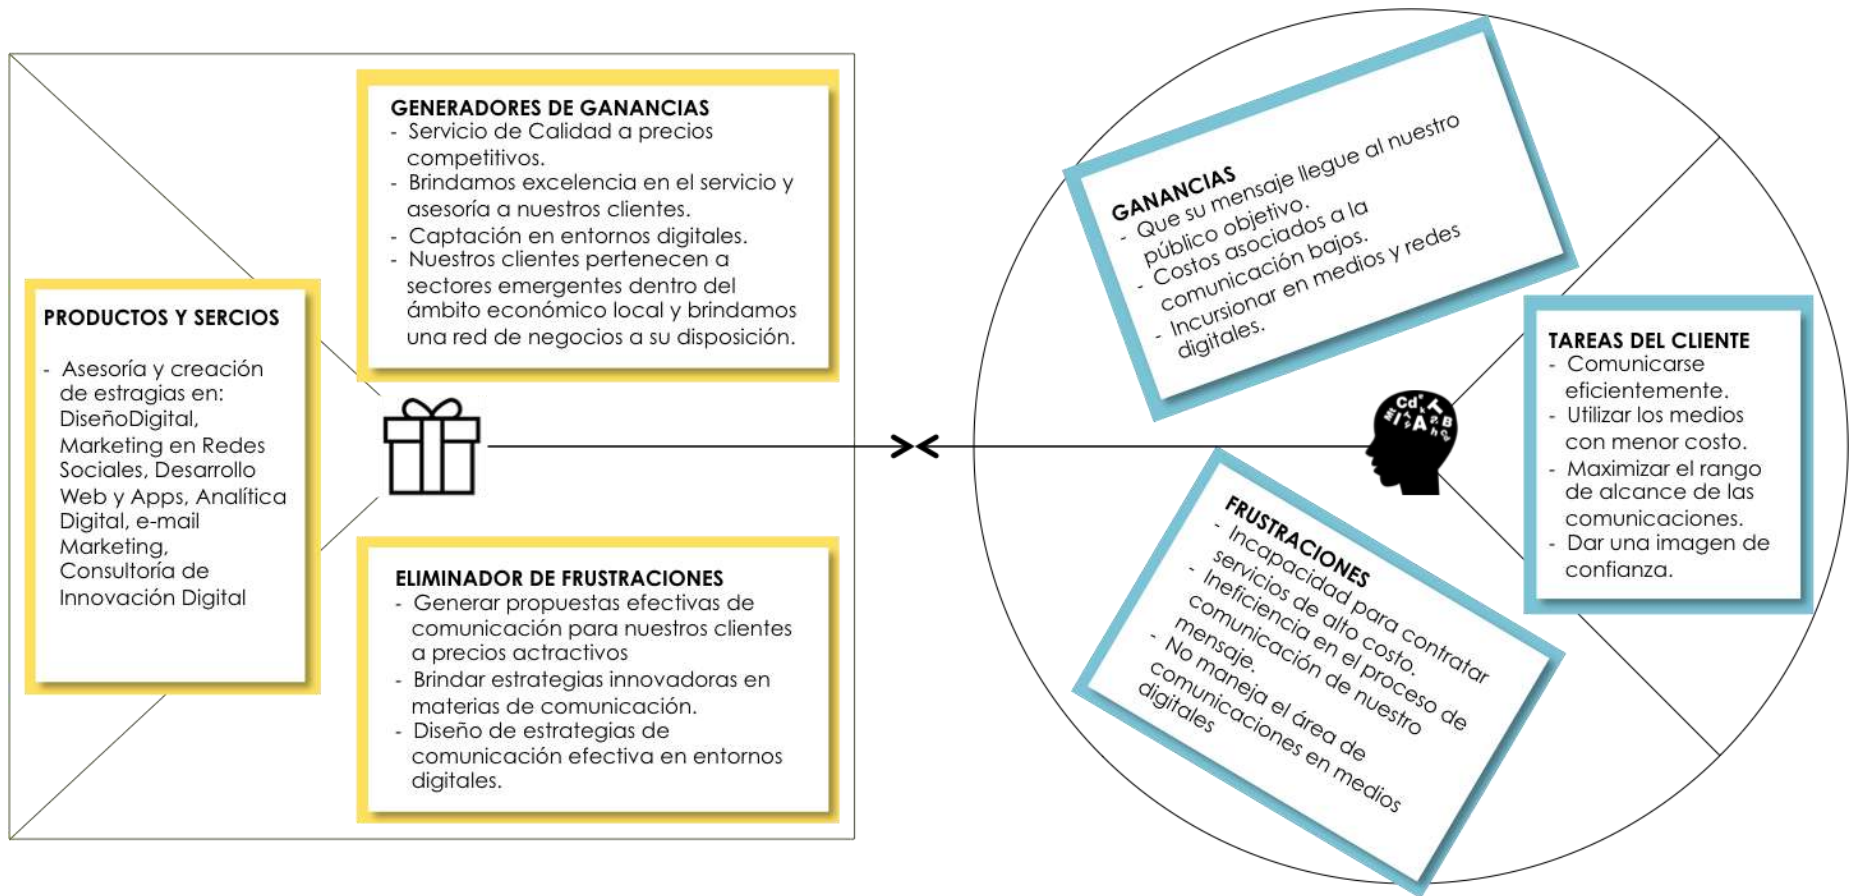 PRODUCTOS Y SERCIOS
- Asesoría y creación
de estragias en:
DiseñoDigital,
Marketing en Redes
Sociales, Desarrollo
Web y Apps, Analítica
Digital, e-mail
Marketing,
Consultoría de
Innovación Digital
GENERADORES DE GANANCIAS
- Servicio de Calidad a precios
competitivos.
- Brindamos excelencia en el servicio y
asesoría a nuestros clientes.
- Captación en entornos digitales.
- Nuestros clientes pertenecen a
sectores emergentes dentro del
ámbito económico local y brindamos
una red de negocios a su disposición.
ELIMINADOR DE FRUSTRACIONES
- Generar propuestas efectivas de
comunicación para nuestros clientes
a precios actractivos
- Brindar estrategias innovadoras en
materias de comunicación.
- Diseño de estrategias de
comunicación efectiva en entornos
digitales.
GANANCIAS
- Que su mensaje llegue al nuestro
público objetivo.
- Costos asociados a la
comunicación bajos.
- Incursionar en medios y redes
digitales.
FRUSTRACIONES
- Incapacidad para contratar
servicios de alto costo.
- Ineficiencia en el proceso de
comunicación de nuestro
mensaje.
- No maneja el área de
comunicaciones en medios
digitales
TAREAS DEL CLIENTE
- Comunicarse
eficientemente.
- Utilizar los medios
con menor costo.
- Maximizar el rango
de alcance de las
comunicaciones.
- Dar una imagen de
confianza.